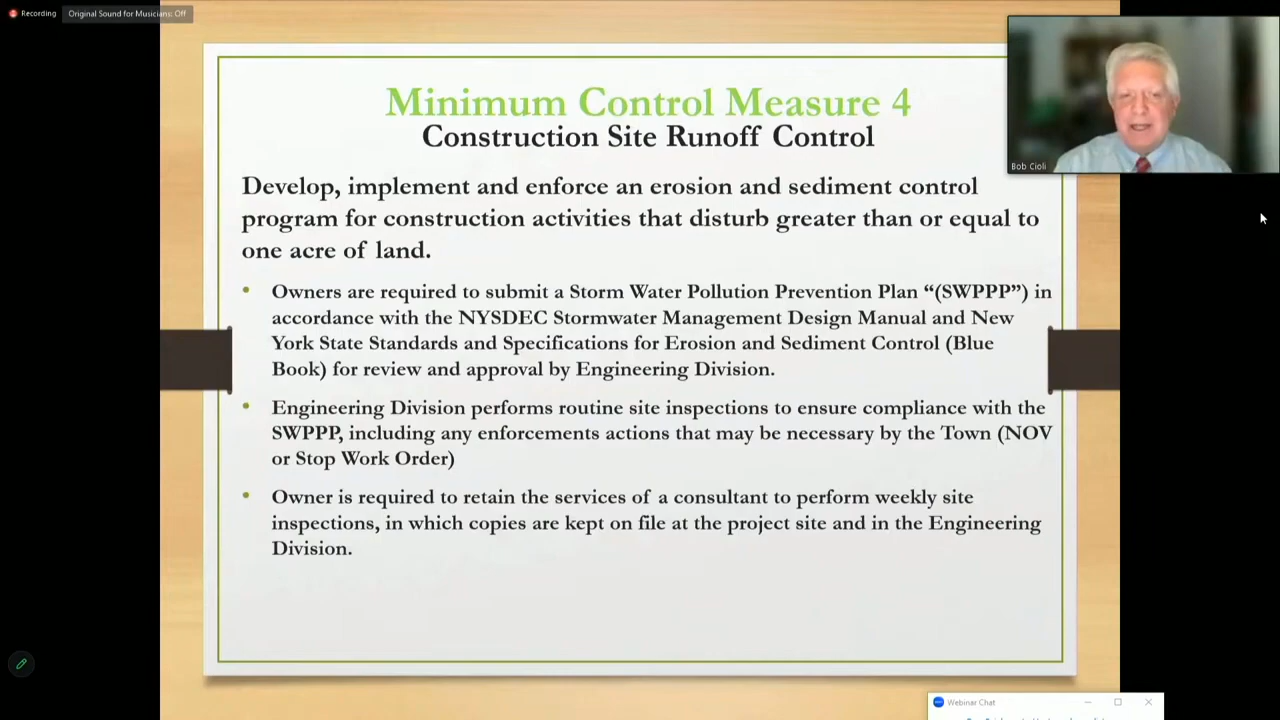 Recording
Original Sound for Musicians: Off
Minimum Control Measure 4
Construction Site Runoff Control
Bob Cioli
Develop, implement and enforce an erosion and sediment control
program for construction activities that disturb greater than or equal to
one acre of land.
• Owners are required to submit a Storm Water Pollution Prevention Plan “(SWPPP”) in
accordance with the NYSDEC Stormwater Management Design Manual and New
York State Standards and Specifications for Erosion and Sediment Control (Blue
Book) for review and approval by Engineering Division.
• Engineering Division performs routine site inspections to ensure compliance with the
SWPPP, including any enforcements actions that may be necessary by the Town (NOV
or Stop Work Order)
• Owner is required to retain the services of a consultant to perform weekly site
inspections, in which copies are kept on file at the project site and in the Engineering
Division.
Webinar Chat